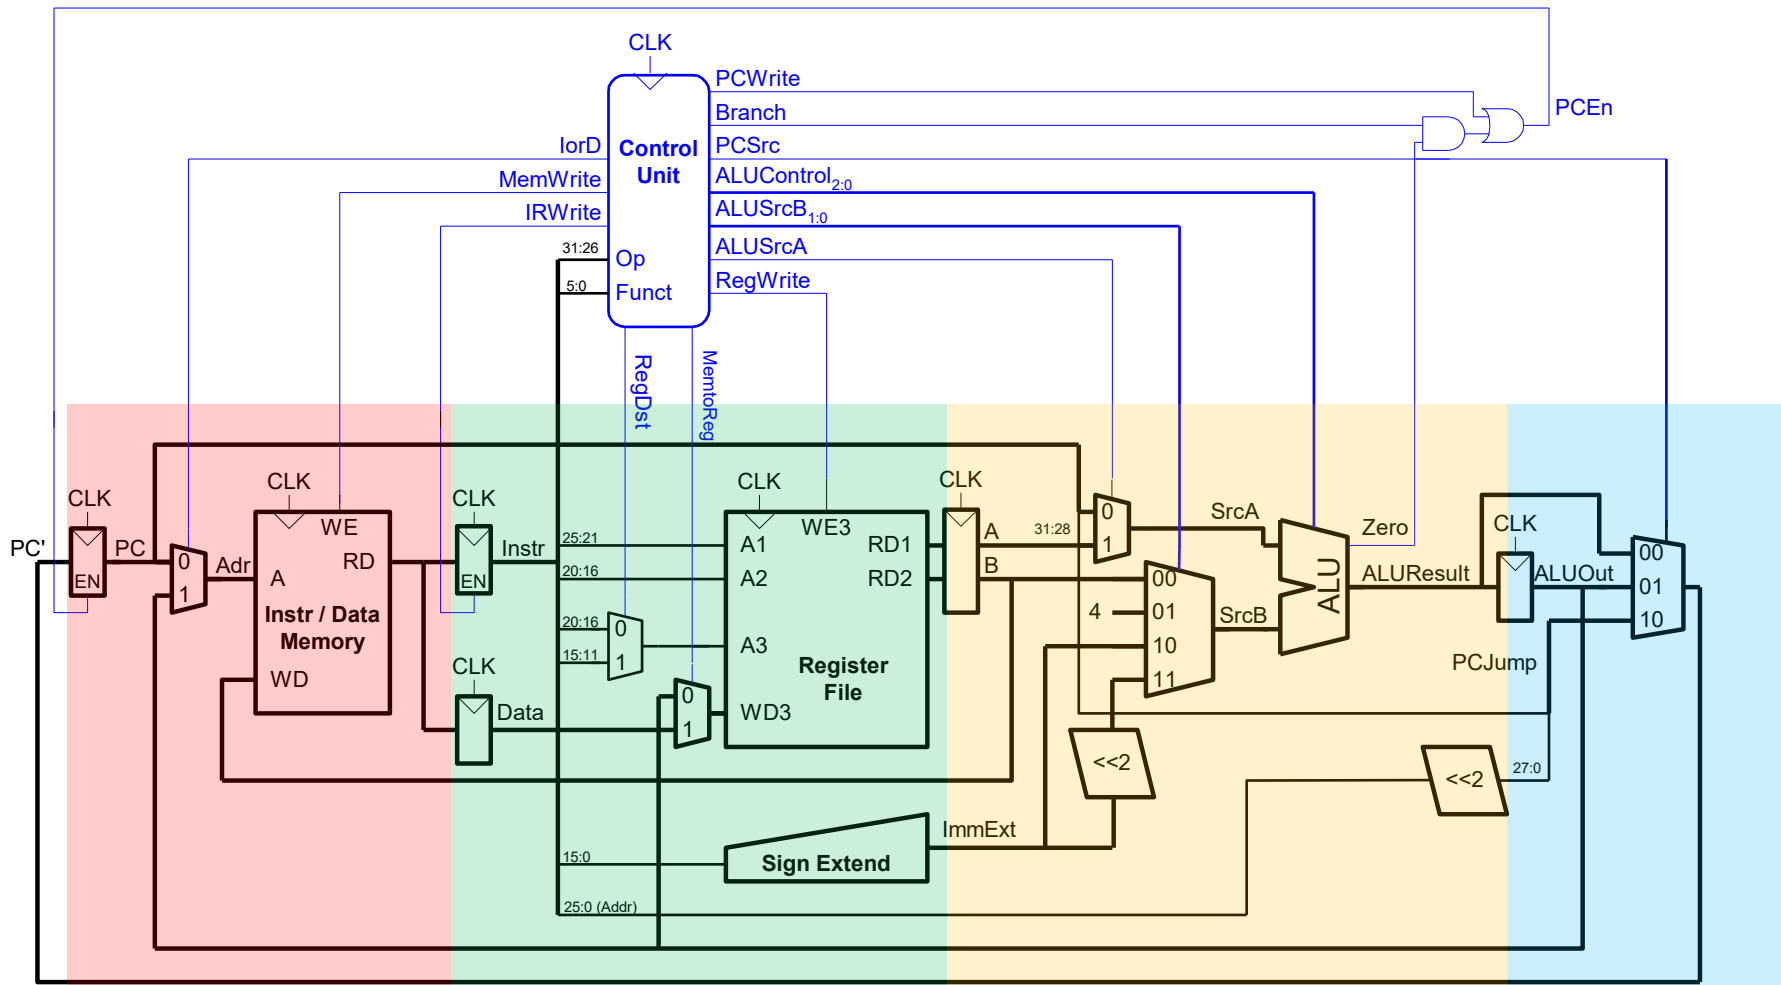 CLK
PCWrite
Branch
PCEn
IorD
Control
Unit
PCSrc
MemWrite
ALUControl2:0
IRWrite
ALUSrcB1:0
31:26
Op
ALUSrcA
5:0
Funct
RegWrite
RegDst
MemtoReg
CLK
CLK
CLK
CLK
CLK
CLK
PC'
PC
EN
0
1
Adr
WE
A
RD
Instr / Data
Memory
WD
EN
Instr
CLK
Data
25:21
20:16
20:16
15:11
0
1
0
1
WE3
A1
A2
A3
WD3
RD1
RD2
Register
File
A
B
31:28
0
1
SrcA
00
4
01
10
11
SrcB
ALU
Zero
ALUResult
ALUOut
00
01
10
PCJump
<<2
<<2
27:0
ImmExt
15:0
Sign Extend
25:0 (Addr)